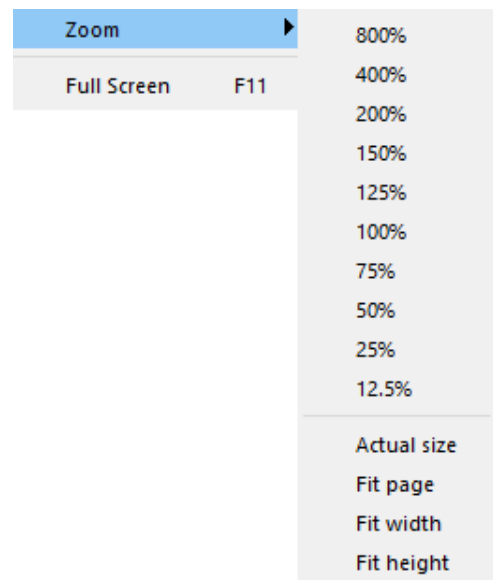 Zoom
Full Screen F11
800%
400%
200%
150%
125%
100%
75%
50%
25%
12.5%
Actual size
Fit page
Fit width
Fit height